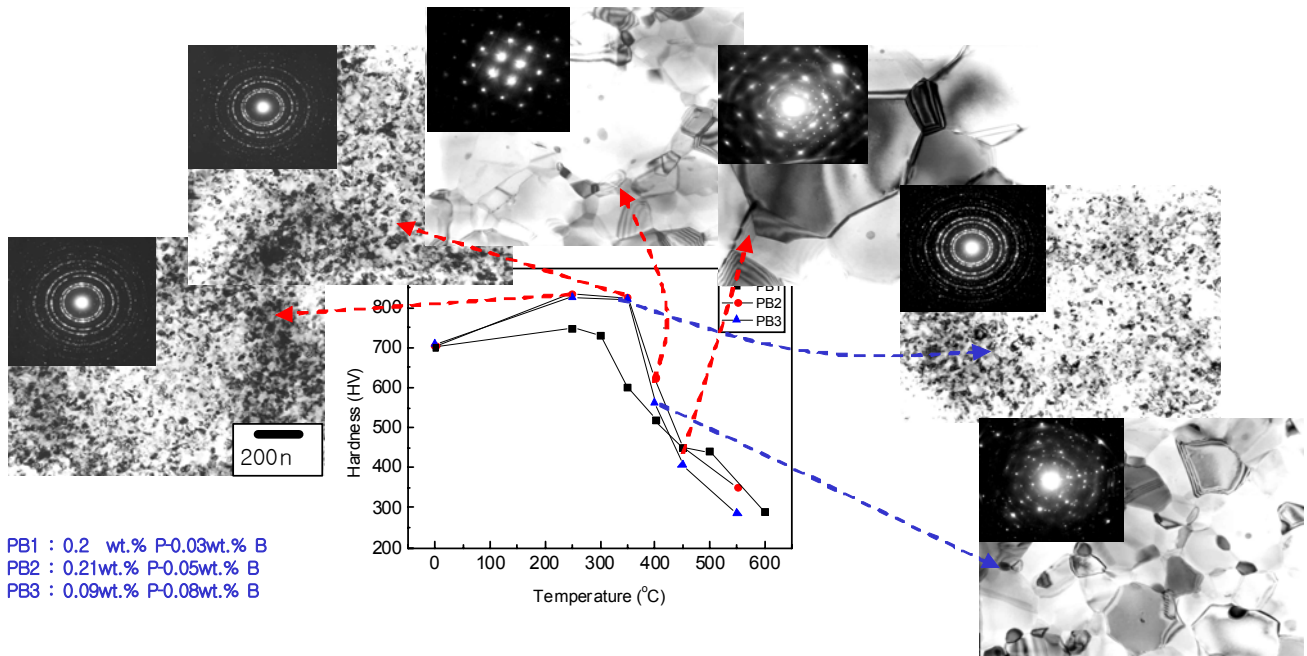 200n
PB1
PB2
PB3
800
700
600
500
400
300
200
Hardness (HV)
0 100 200 300 400 500 600
Temperature (°C)
PB1 : 0.2 wt.% P-0.03wt.% B
PB2 : 0.21wt.% P-0.05wt.% B
PB3 : 0.09wt.% P-0.08wt.% B